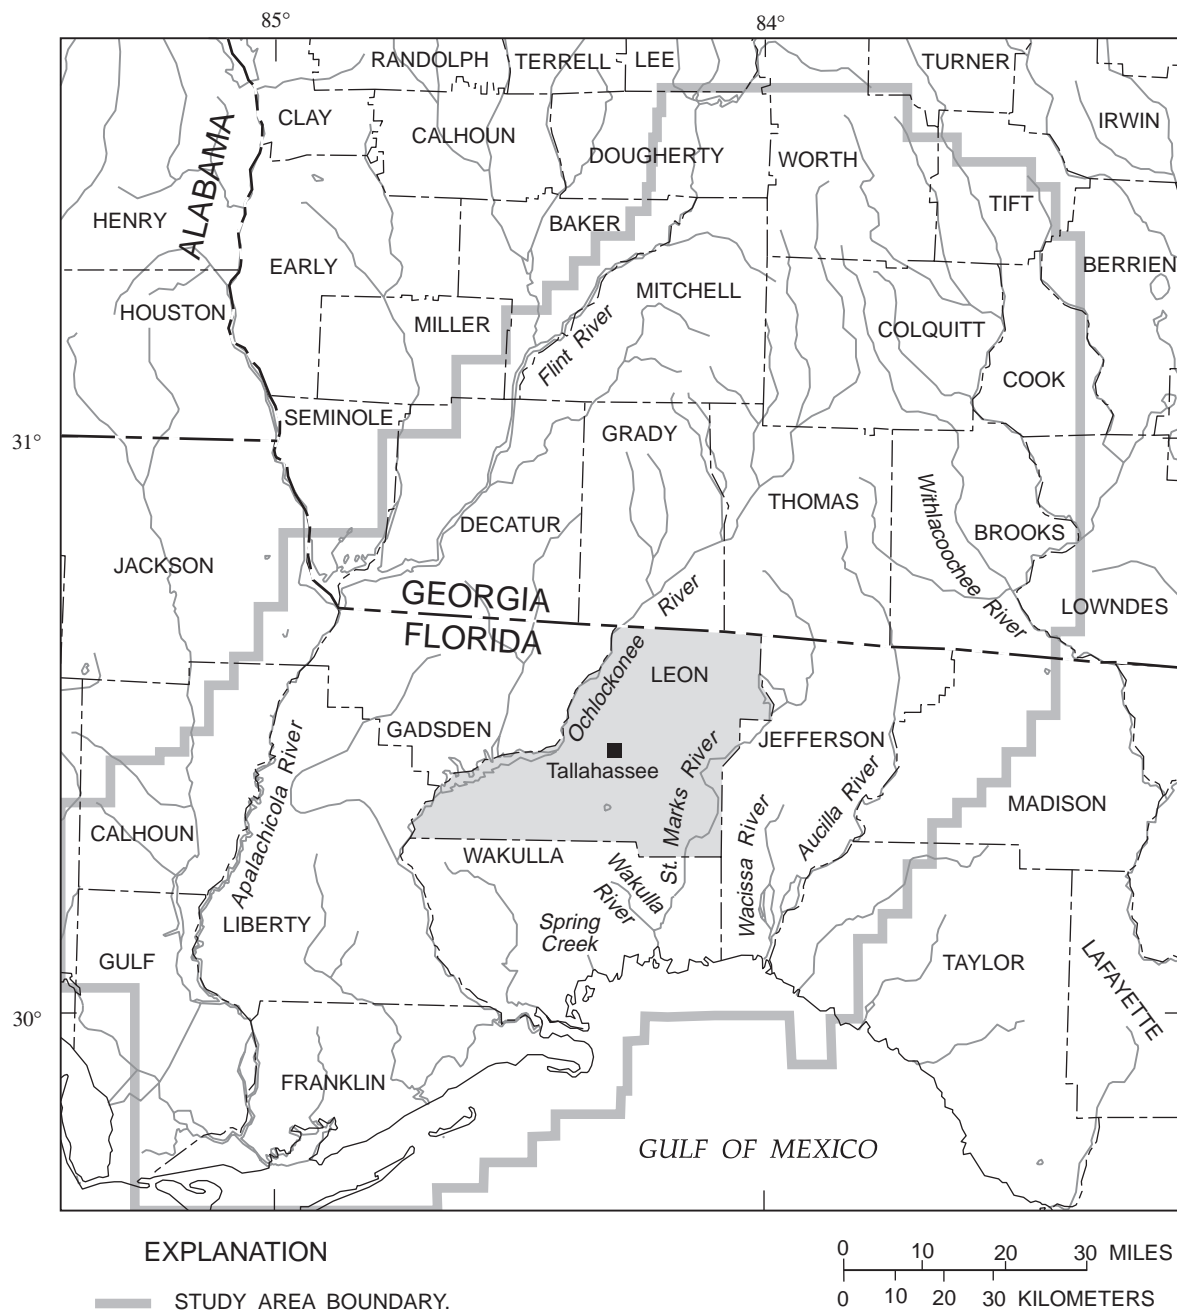 85°
84°
RANDOLPH
TERRELL
LEE
TURNER
CLAY
CALHOUN
IRWIN
DOUGHERTY
WORTH
ALABAMA
HENRY
BAKER
TIFT
EARLY
BERRIEN
HOUSTON
MITCHELL
MILLER
Flint River
COLQUITT
COOK
SEMINOLE
31°
GRADY
THOMAS
DECATUR
Withlacoochee River
BROOKS
JACKSON
GEORGIA
River
LOWNDES
FLORIDA
Ochlockonee
LEON
GADSDEN
JEFFERSON
Tallahassee
Apalachicola River
St. Marks River
Aucilla River
MADISON
CALHOUN
WAKULLA
Wakulla
River
Wacissa River
LIBERTY
Spring
Creek
GULF
TAYLOR
LAFAYETTE
30°
FRANKLIN
GULF OF MEXICO
EXPLANATION
STUDY AREA BOUNDARY.
0 10 20 30 MILES
0 10 20 30 KILOMETERS